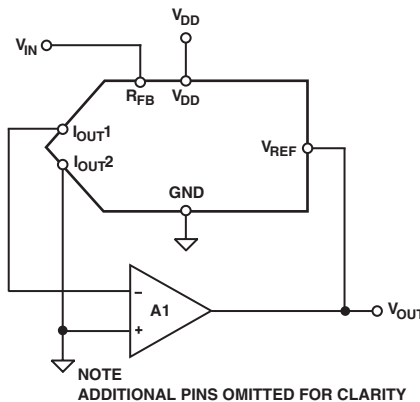 VDD
VIN
RFB
VDD
IOUT1
VREF
IOUT2
GND
A1
VOUT
NOTE
ADDITIONAL PINS OMITTED FOR CLARITY